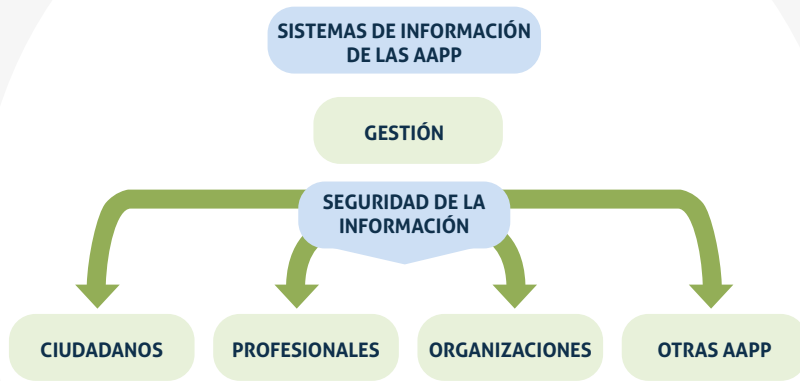 SISTEMAS DE INFORMACIÓN
DE LAS AAPP
GESTIÓN
SEGURIDAD DE LA
INFORMACIÓN
CIUDADANOS
PROFESIONALES
ORGANIZACIONES
OTRAS AAPP